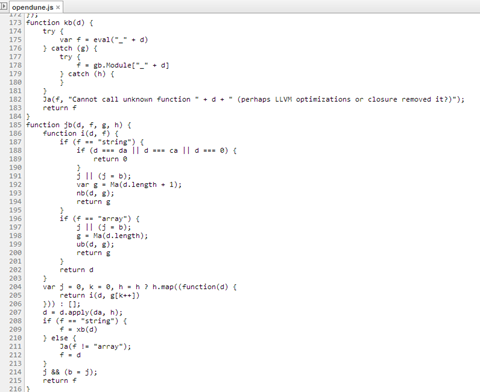 opendune.js ×
172 });
173 function kb(d) {
174     try {
175         var f = eval("_" + d)
176     } catch (g) {
177         try {
178             f = gb.Module["_" + d]
179         } catch (h) {
180         }
181     }
182     Ja(f, "Cannot call unknown function " + d + " (perhaps LLVM optimizations or closure removed it?)");
183     return f
184 }
185 function jb(d, f, g, h) {
186     function i(d, f) {
187         if (f == "string") {
188             if (d === da || d === ca || d === 0) {
189                 return 0
190             }
191             j || (j = b);
192             var g = Ma(d.length + 1);
193             nb(d, g);
194             return g
195         }
196         if (f == "array") {
197             j || (j = b);
198             g = Ma(d.length);
199             ub(d, g);
200             return g
201         }
202         return d
203     }
204     var j = 0, k = 0, h = h ? h.map((function(d) {
205         return i(d, g[k++])
206     })) : [];
207     d = d.apply(da, h);
208     if (f == "string") {
209         f = xb(d)
210     } else {
211         Ja(f != "array");
212         f = d
213     }
214     j && (b = j);
215     return f
216 }